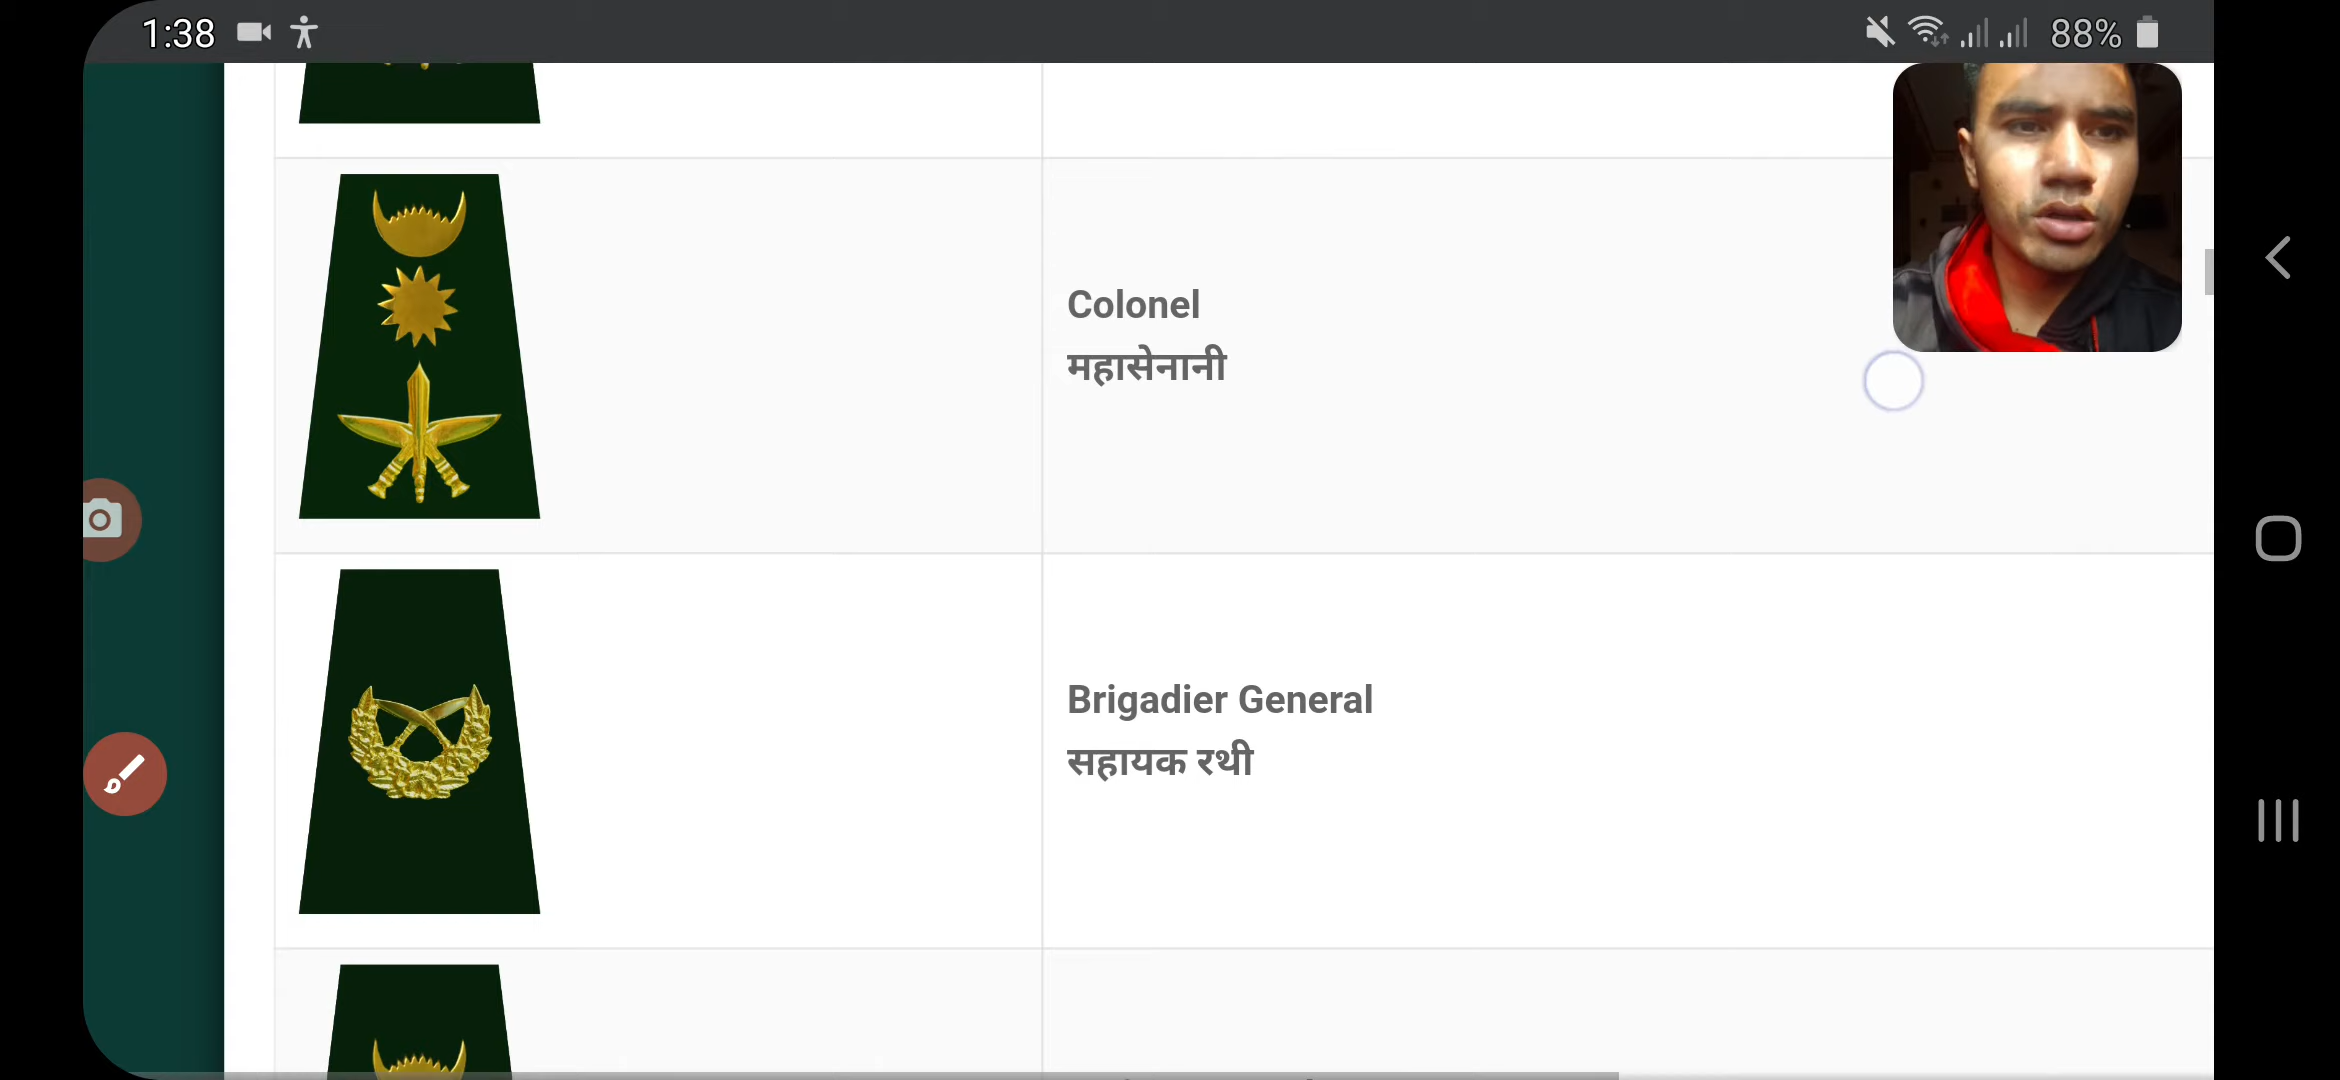 1:38
88%
Colonel
महासेनानी
Brigadier General
सहायक रथी